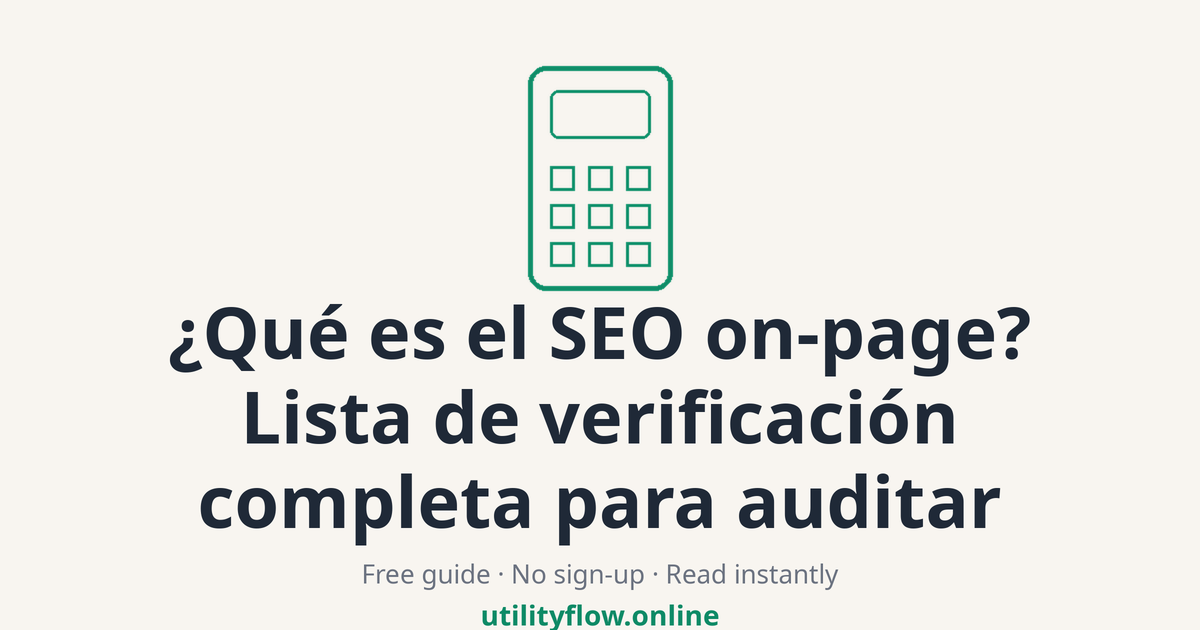 ¿Qué es el SEO on-page?
Lista de verificación
completa para auditar
Free guide · No sign-up · Read instantly
utilityflow.online